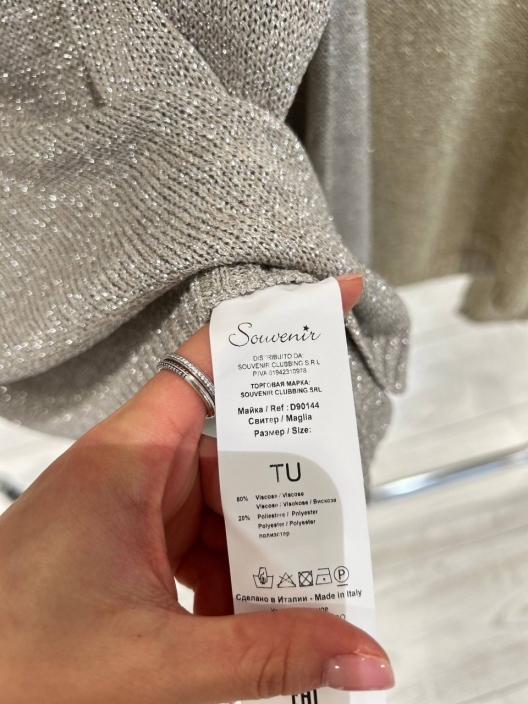 Souvenir
DISTRIBUITO DA:
SOUVENIR CLUBBING S.R.L
P.IVA 01942310978
ТОРГОВАЯ МАРКА:
SOUVENIR CLUBBING SRL
Майка / Ref : D90144
Свитер / Maglia
Размер / Size:
TU
80% Viscosa / Viscose
Viscose / Viskose / Вискоза
20% Poliestere / Polyester
Polyester / Polyester
полиэстер
Сделано в Италии - Made in Italy